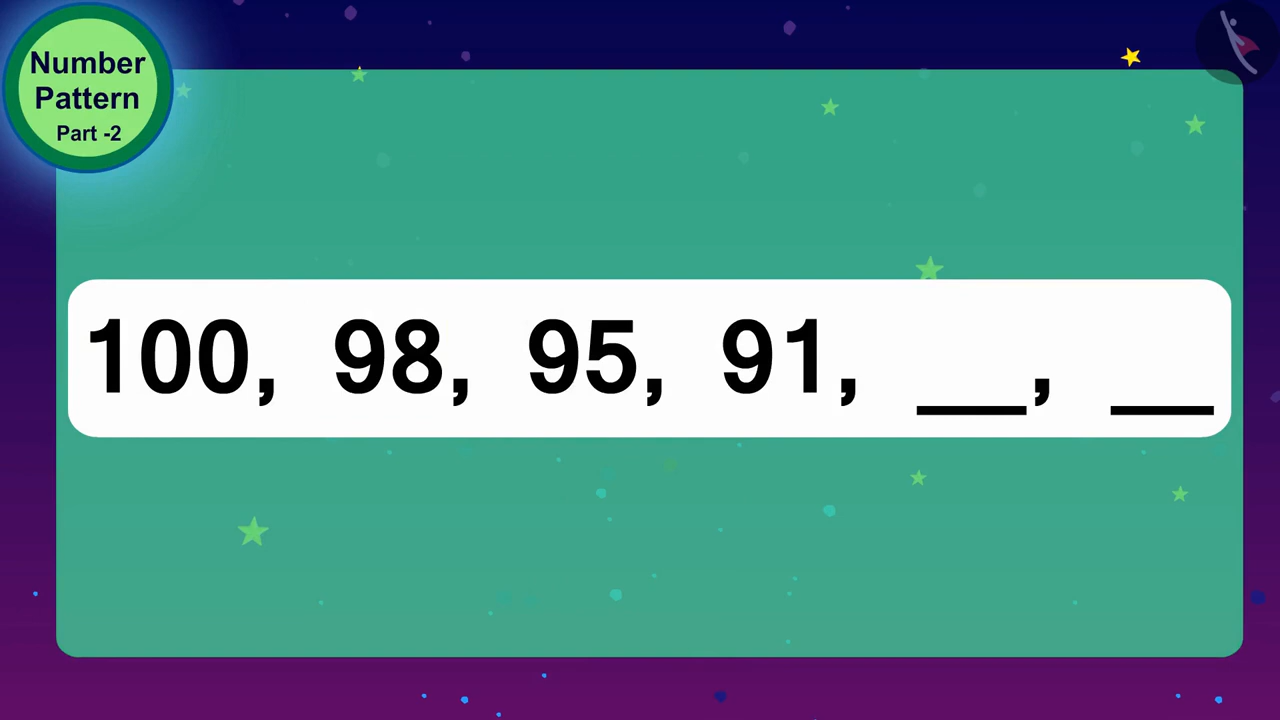 Number
Pattern
Part -2
100, 98, 95, 91, __, __